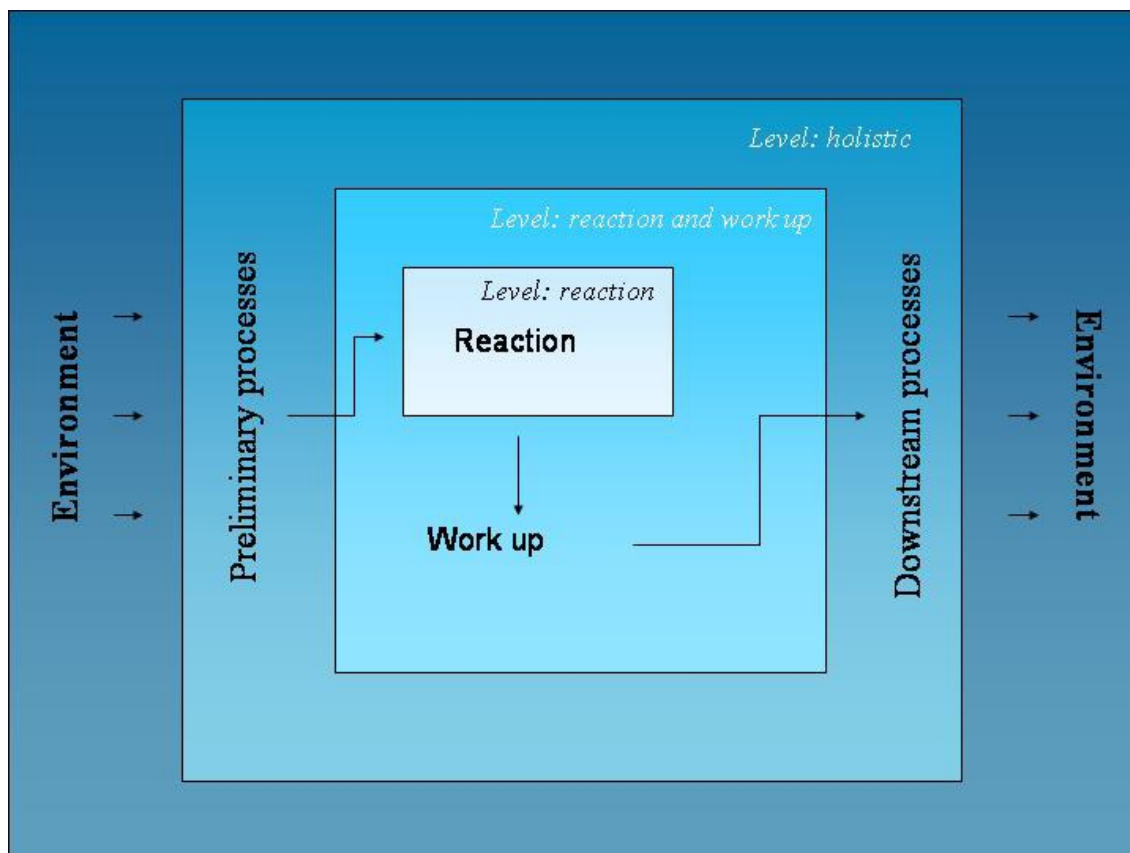 Level: holistic
Level: reaction and work up
Level: reaction
Reaction
Work up
Environment
Preliminary processes
Downstream processes
Environment